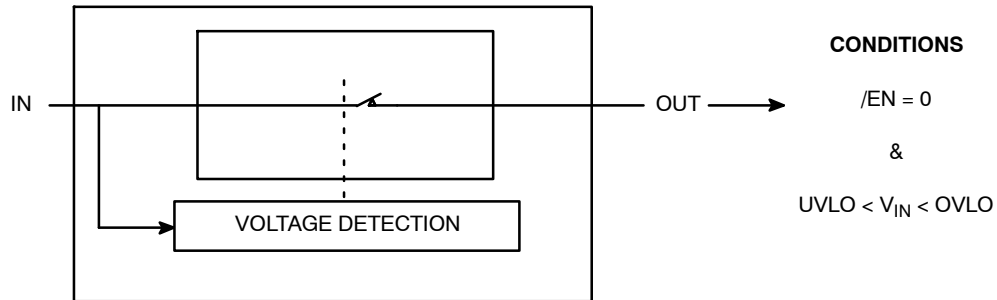 CONDITIONS
IN
OUT
/EN = 0
&
UVLO < VIN < OVLO
VOLTAGE DETECTION